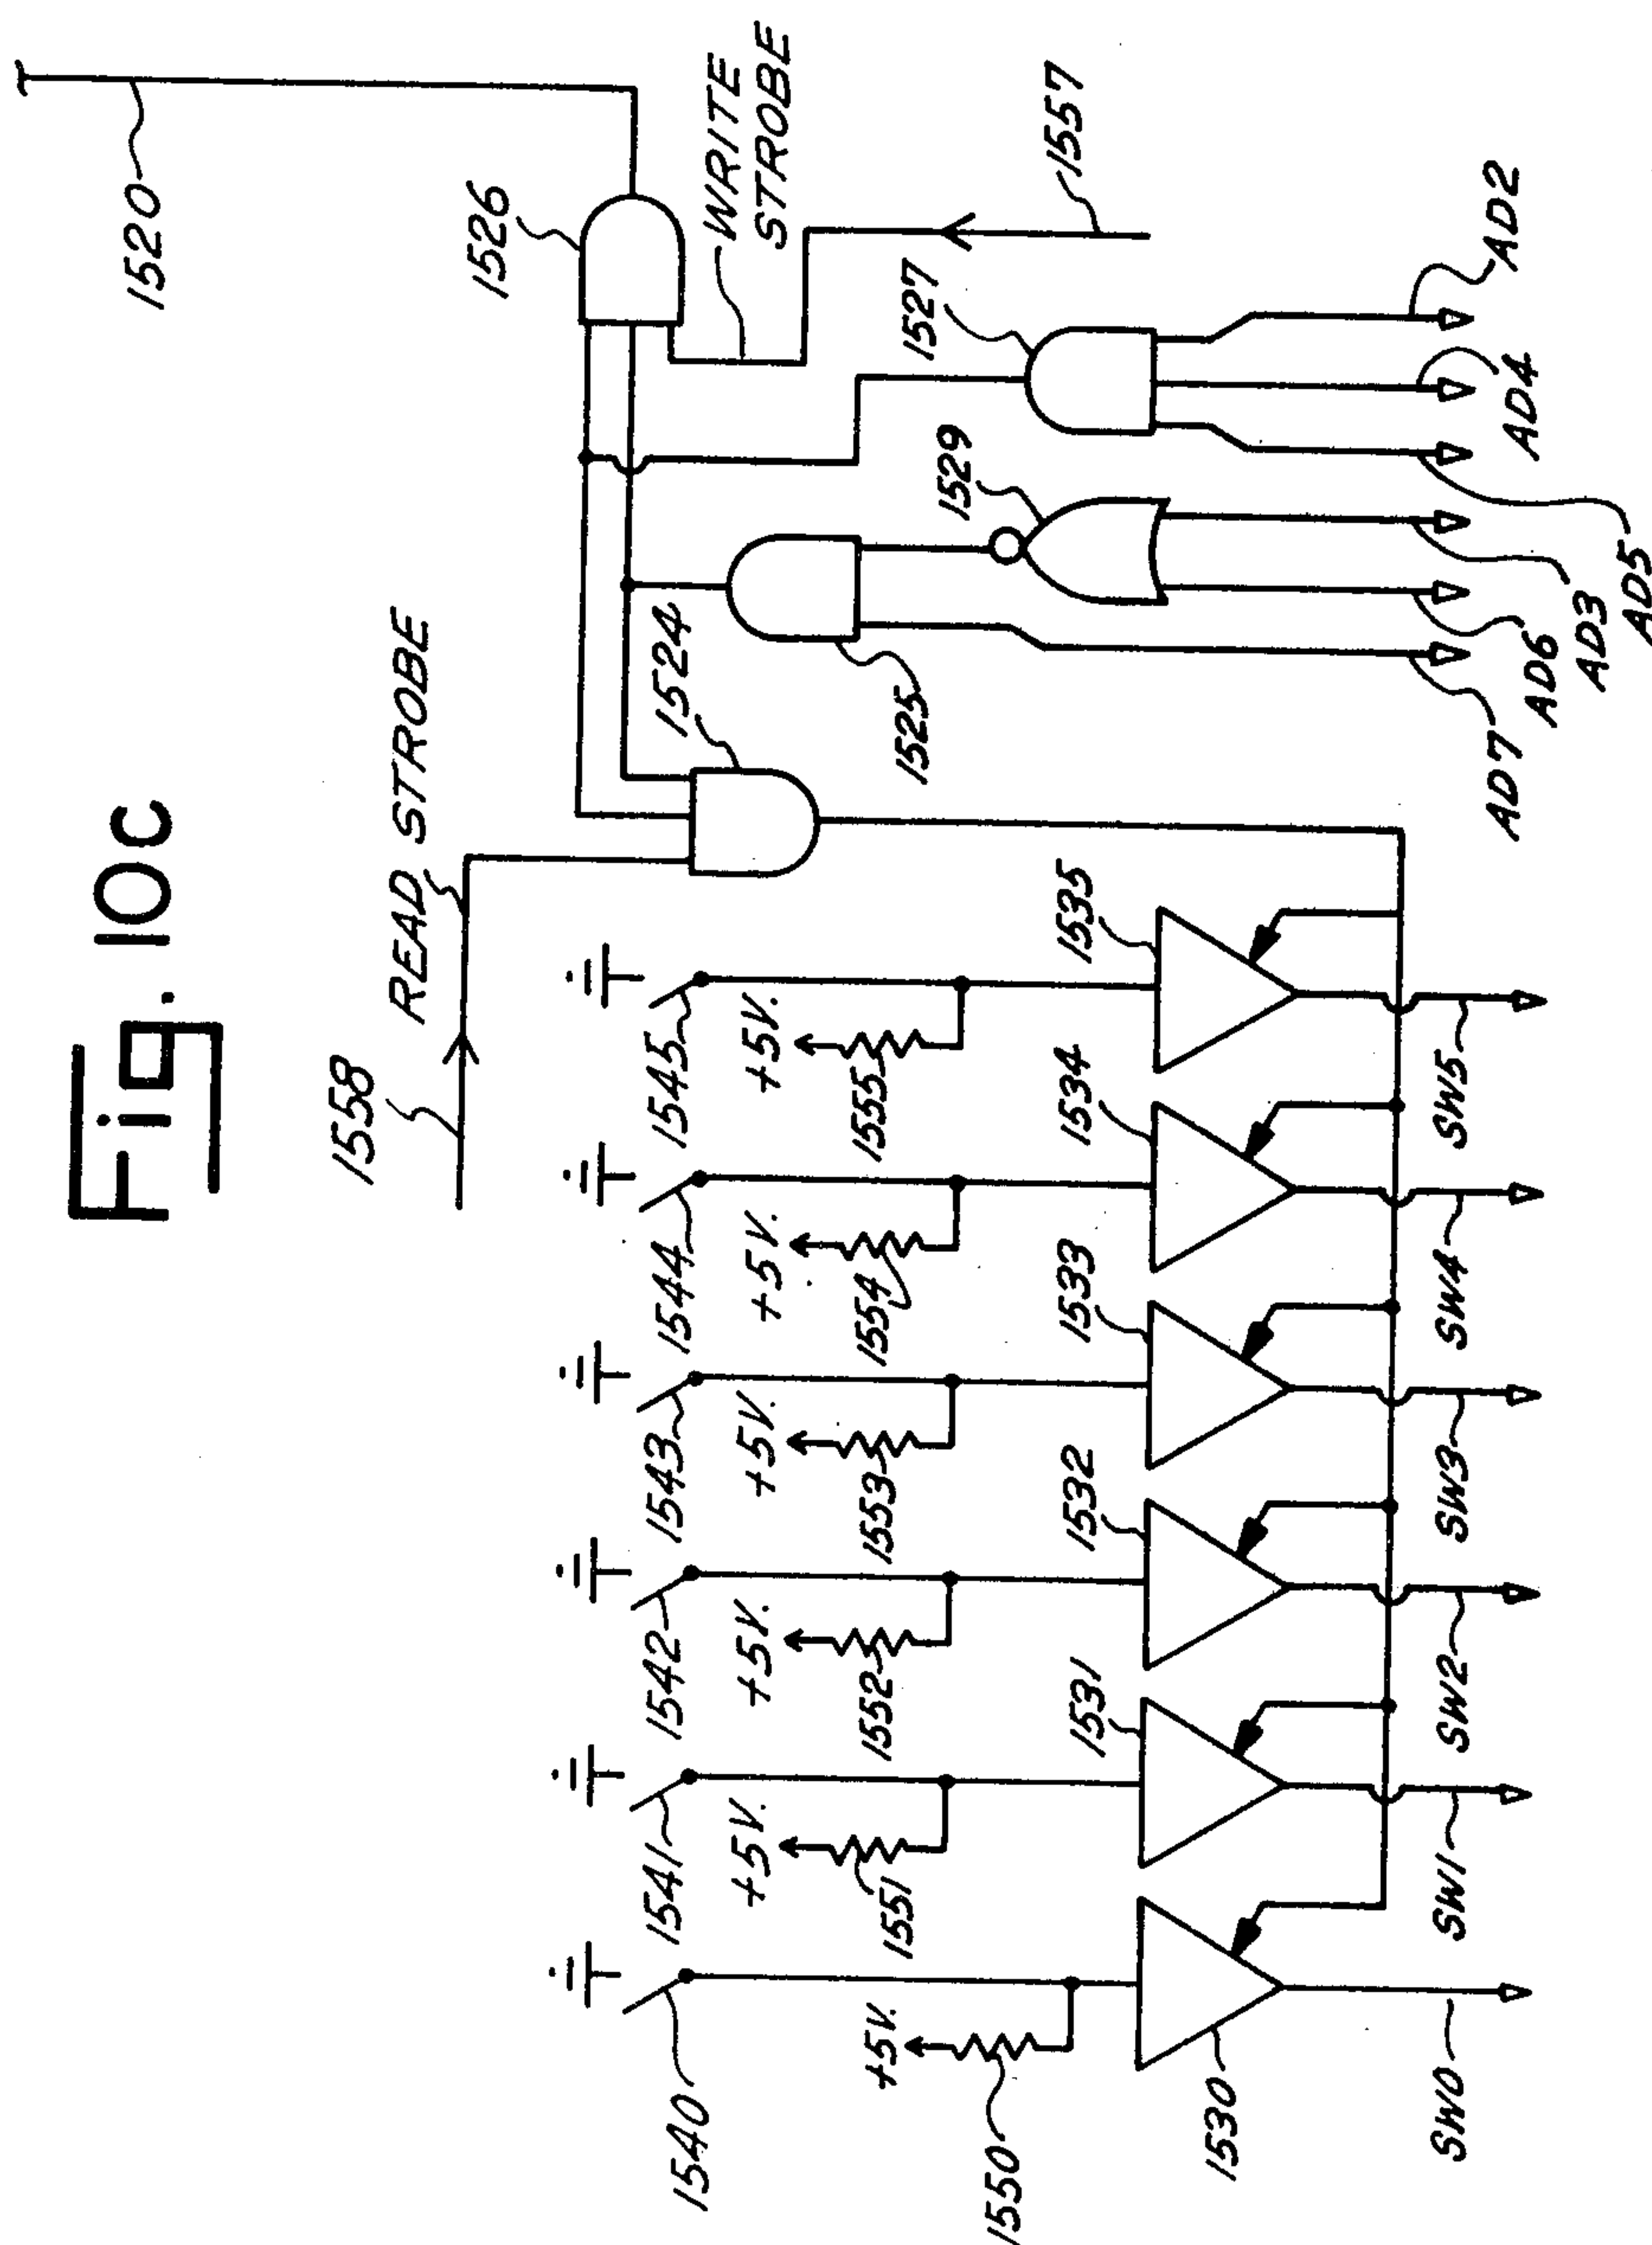 Fig. 10C
1558
READ STROBE
1520
1526
WRITE
STROBE
1557
1524
1525
1529
1527
AD7
AD6
AD3
AD5
AD4
AD2
1540
1541
1542
1543
1544
1545
+5V.
+5V.
+5V.
+5V.
+5V.
+5V.
1550
1551
1552
1553
1554
1555
1530
1531
1532
1533
1534
1535
SW0
SW1
SW2
SW3
SW4
SW5